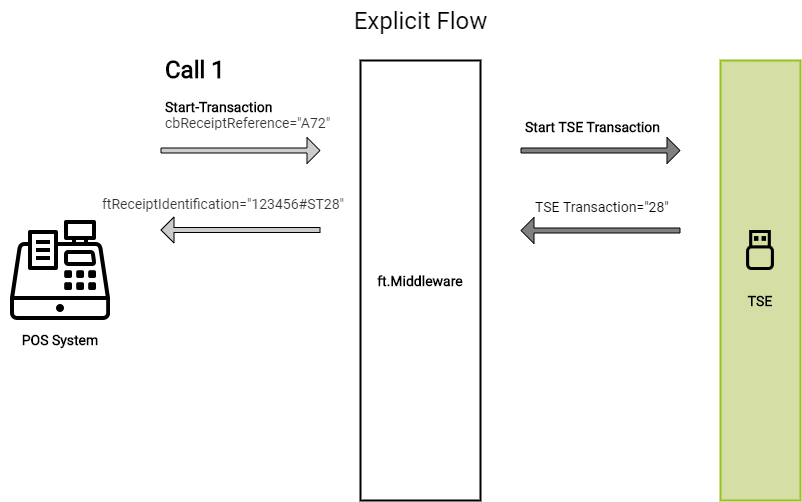 Explicit Flow
Call 1
Start-Transaction
cbReceiptReference="A72"
Start TSE Transaction
ftReceiptIdentification="123456#ST28"
TSE Transaction="28"
ft.Middleware
TSE
POS System